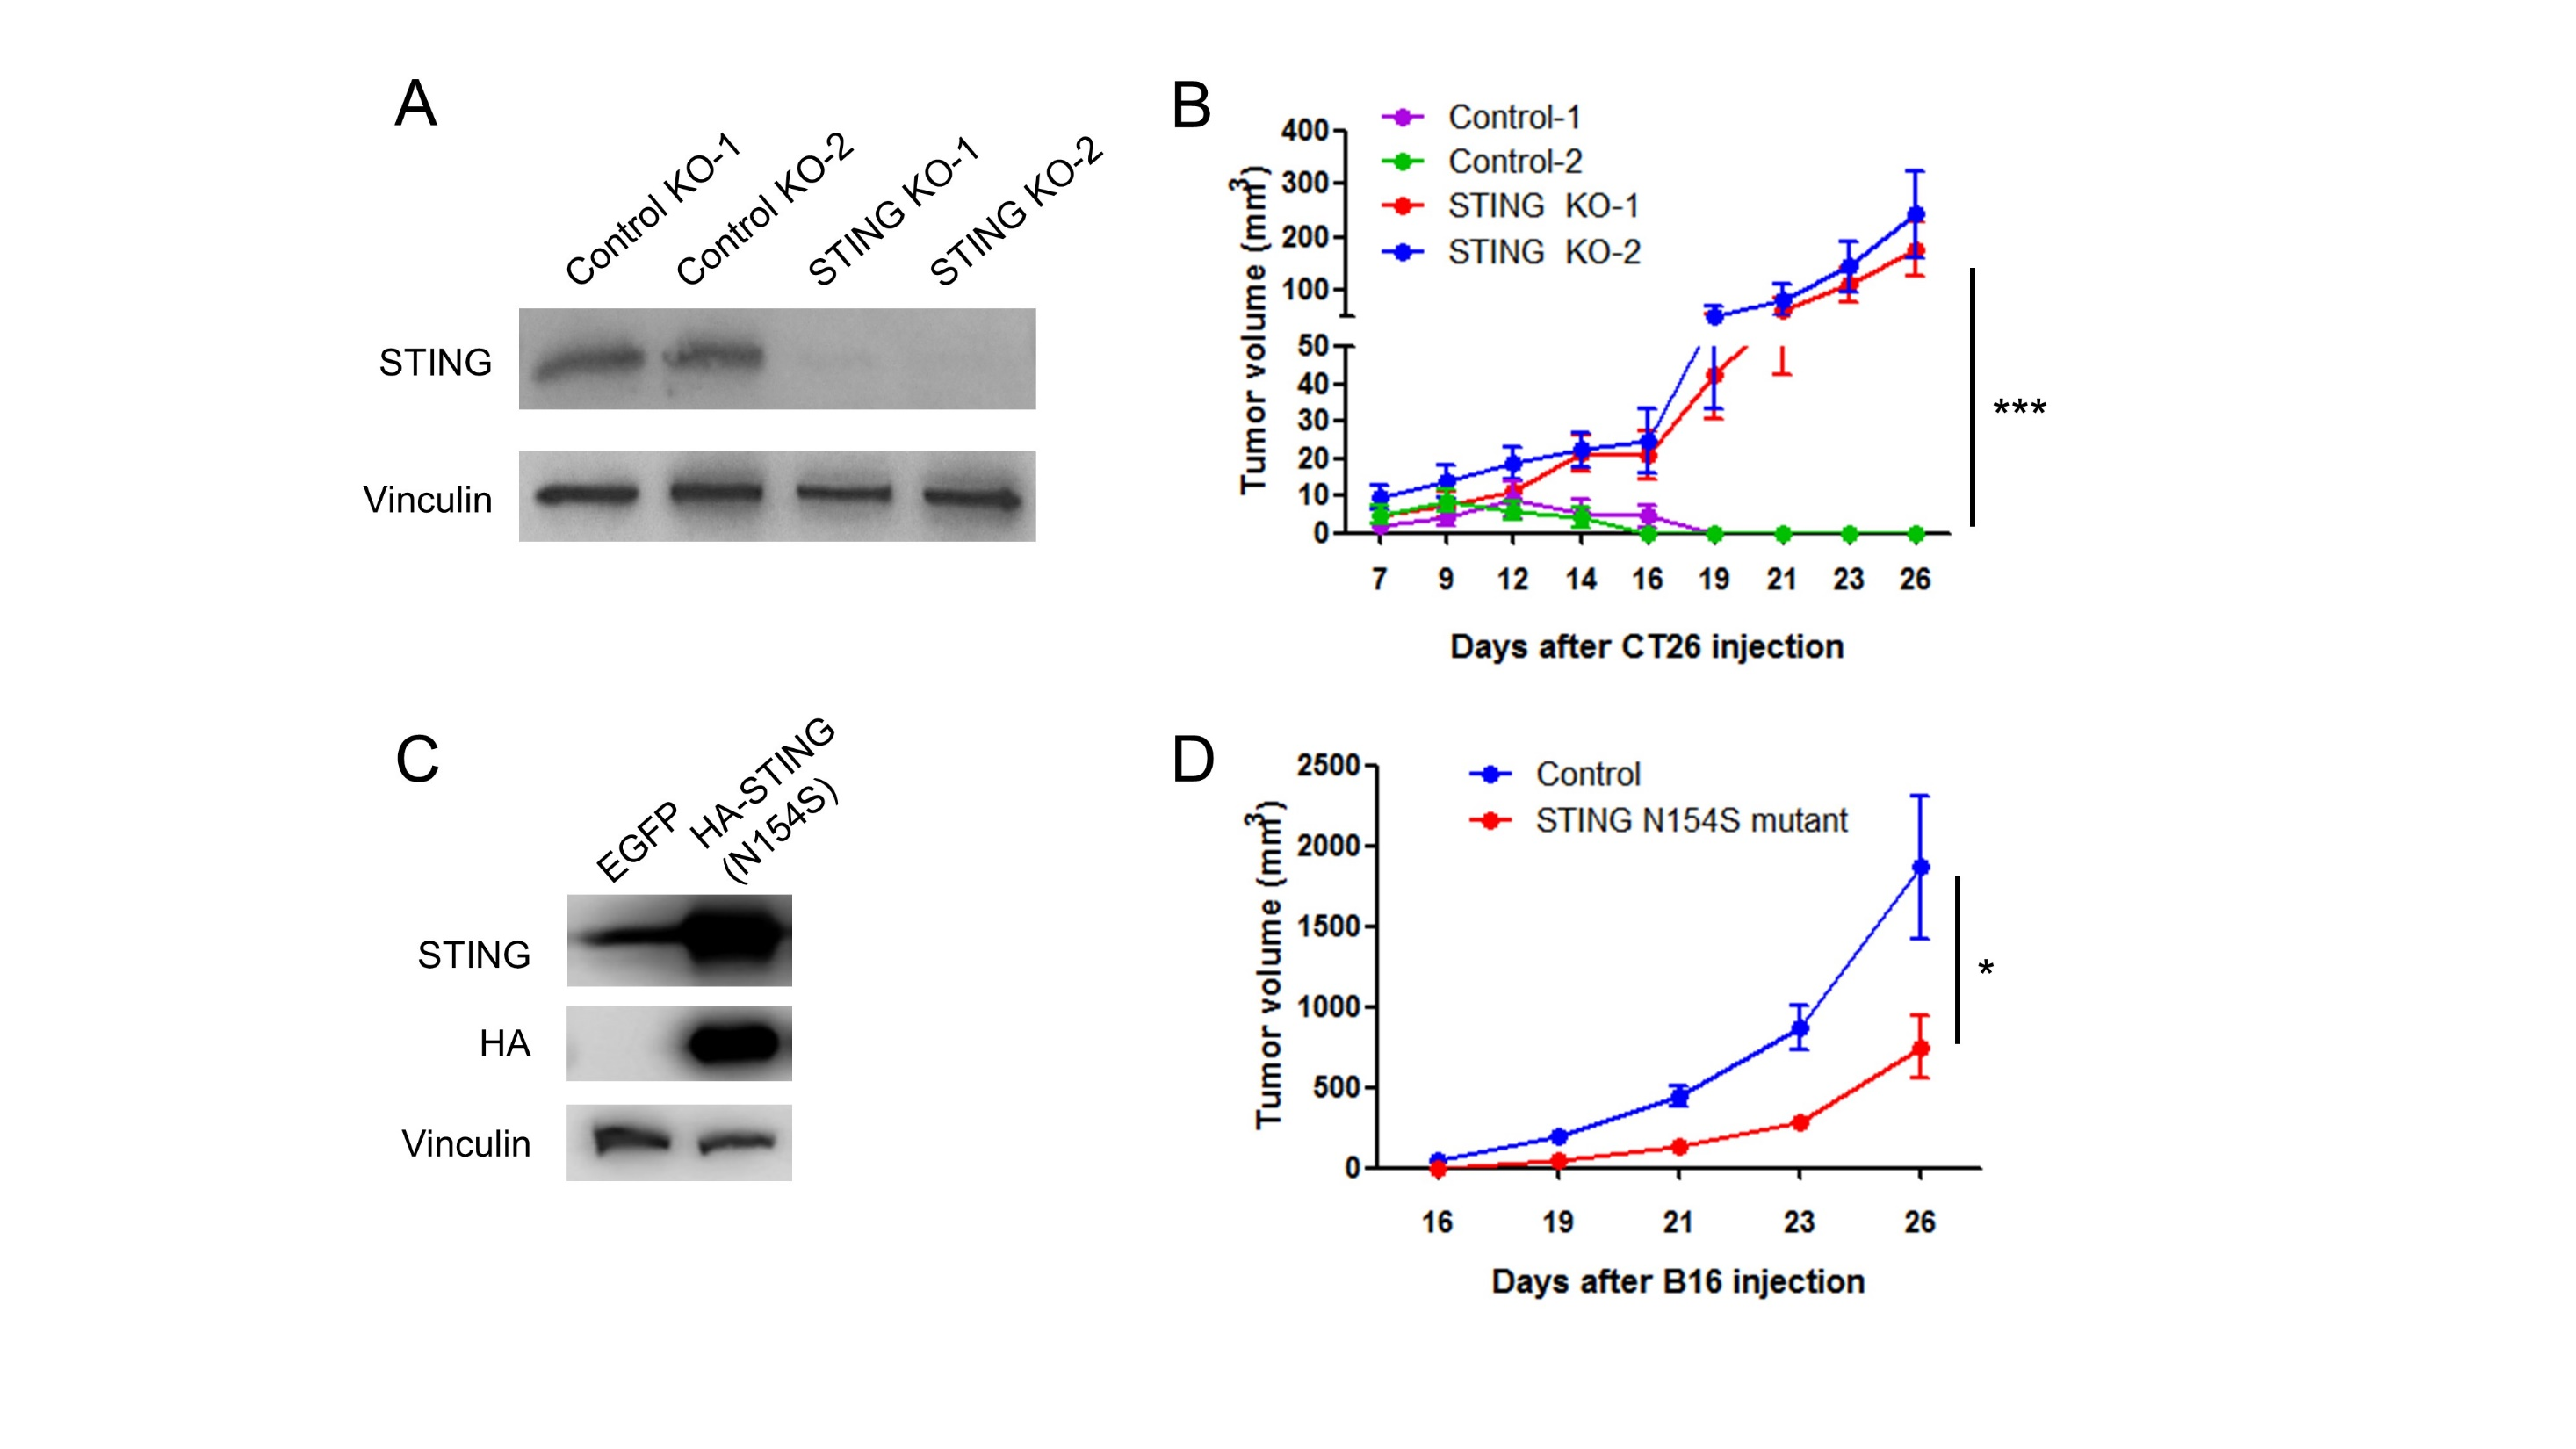 A
Control KO-1
Control KO-2
STING KO-1
STING KO-2
STING
Vinculin
B
Control-1
Control-2
STING KO-1
STING KO-2
Tumor volume (mm3)
400
300
200
100
50
40
30
20
10
0
7 9 12 14 16 19 21 23 26
Days after CT26 injection
***
C
EGFP
HA-STING
(N154S)
STING
HA
Vinculin
D
Control
STING N154S mutant
Tumor volume (mm3)
2500
2000
1500
1000
500
0
16 19 21 23 26
Days after B16 injection
*